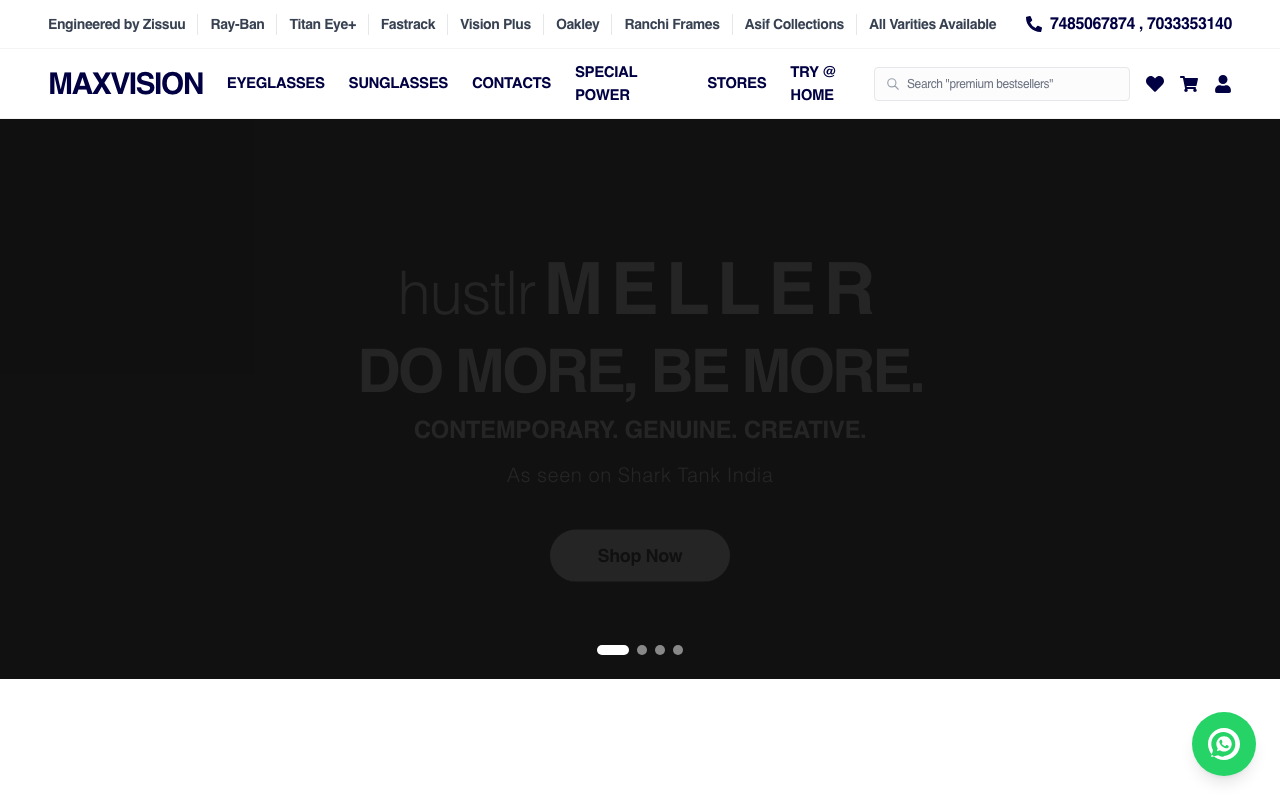 Engineered by Zissuu Ray-Ban Titan Eye+ Fastrack Vision Plus Oakley Ranchi Frames Asif Collections All Varities Available 7485067874 , 7033353140
MAXVISION EYEGLASSES SUNGLASSES CONTACTS SPECIAL POWER STORES TRY @ HOME Search "premium bestsellers"
hustlr MELLER
DO MORE, BE MORE.
CONTEMPORARY. GENUINE. CREATIVE.
As seen on Shark Tank India
Shop Now